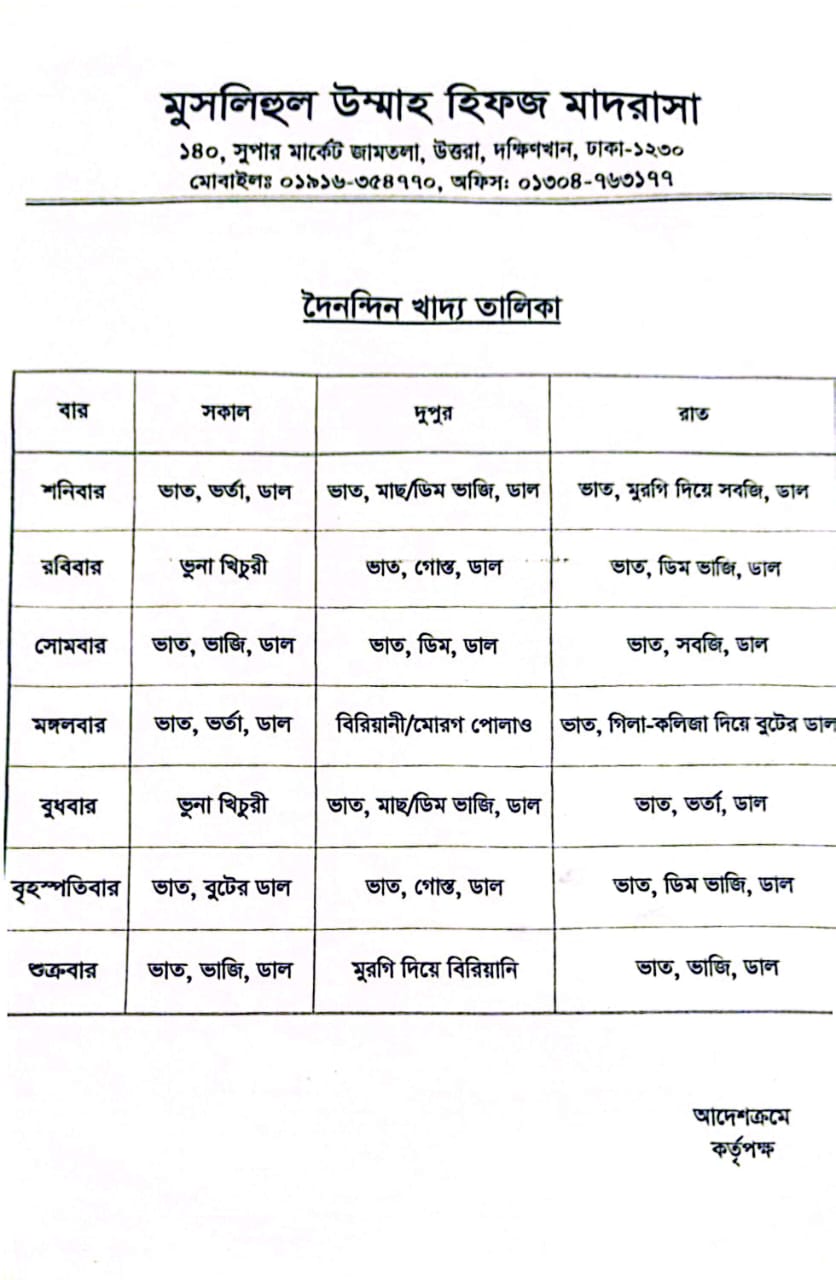 মুসলিহুল উম্মাহ হিফজ মাদরাসা
১৪০, সুপার মার্কেট জামতলা, উত্তরা, দক্ষিণখান, ঢাকা-১২৩০
মোবাইলঃ ০১৯১৬-৩৫৪৭৭০, অফিস: ০১৩০৪-৭৬৩১৭৭
দৈনন্দিন খাদ্য তালিকা
বার সকাল দুপুর রাত
শনিবার ভাত, ভর্তা, ডাল ভাত, মাছ/ডিম ভাজি, ডাল ভাত, মুরগি দিয়ে সবজি, ডাল
রবিবার ভুনা খিচুরী ভাত, গোস্ত, ডাল ভাত, ডিম ভাজি, ডাল
সোমবার ভাত, ভাজি, ডাল ভাত, ডিম, ডাল ভাত, সবজি, ডাল
মঙ্গলবার ভাত, ভর্তা, ডাল বিরিয়ানী/মোরগ পোলাও ভাত, গিলা-কলিজা দিয়ে বুটের ডাল
বুধবার ভুনা খিচুরী ভাত, মাছ/ডিম ভাজি, ডাল ভাত, ভর্তা, ডাল
বৃহস্পতিবার ভাত, বুটের ডাল ভাত, গোস্ত, ডাল ভাত, ডিম ভাজি, ডাল
শুক্রবার ভাত, ভাজি, ডাল মুরগি দিয়ে বিরিয়ানি ভাত, ভাজি, ডাল
আদেশক্রমে
কর্তৃপক্ষ